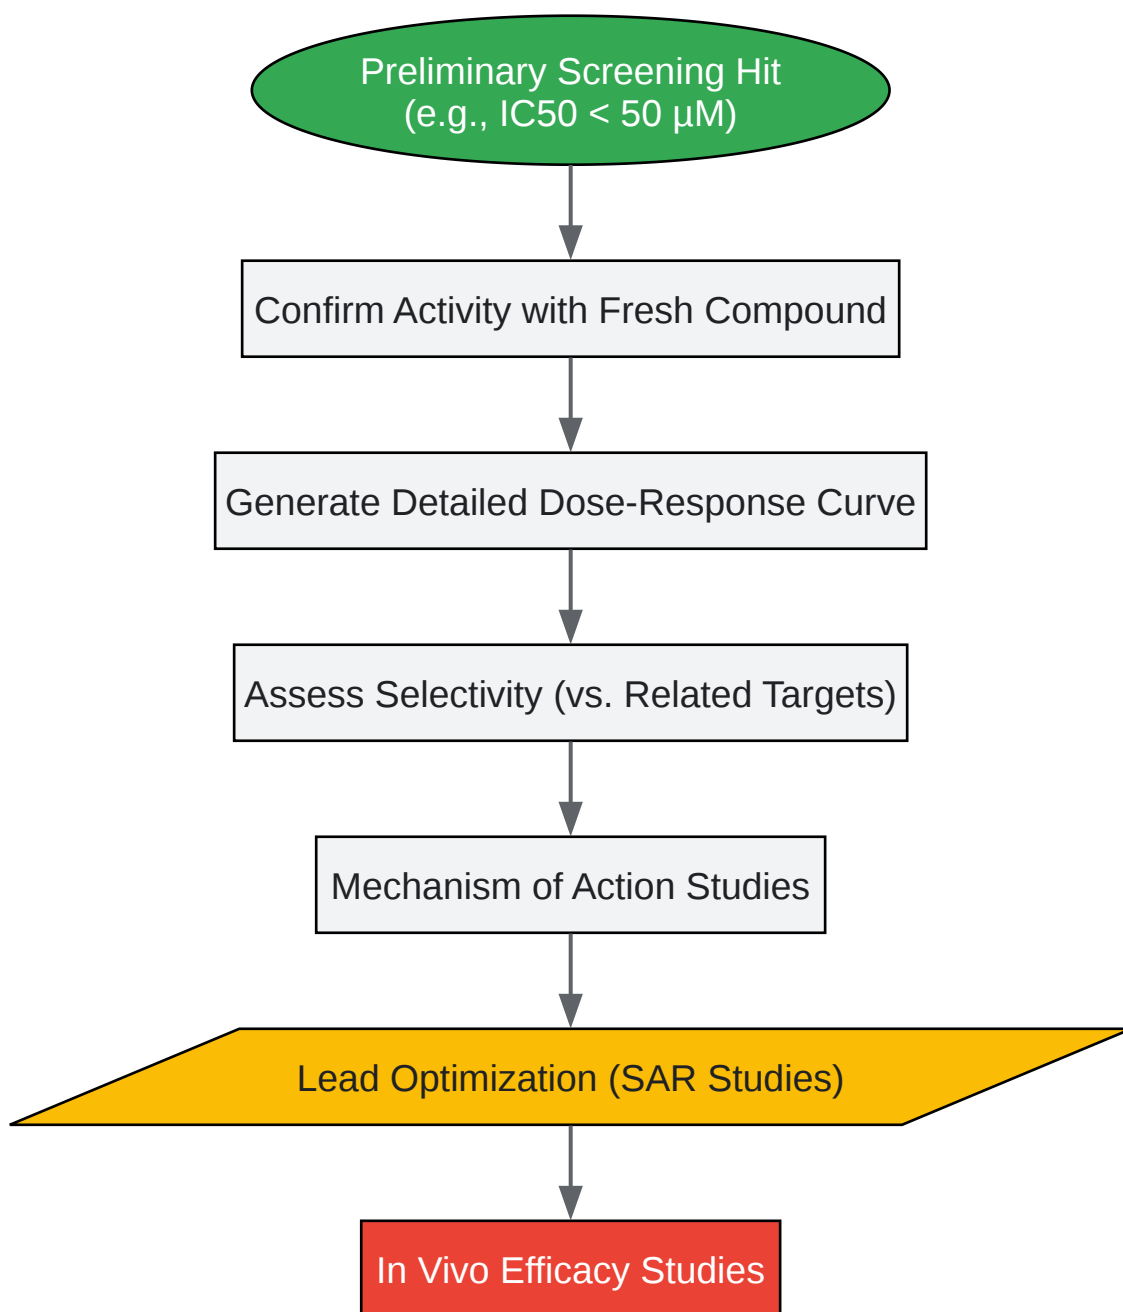 Preliminary Screening Hit
(e.g., IC50 < 50 µM)
Confirm Activity with Fresh Compound
Generate Detailed Dose-Response Curve
Assess Selectivity (vs. Related Targets)
Mechanism of Action Studies
Lead Optimization (SAR Studies)
In Vivo Efficacy Studies